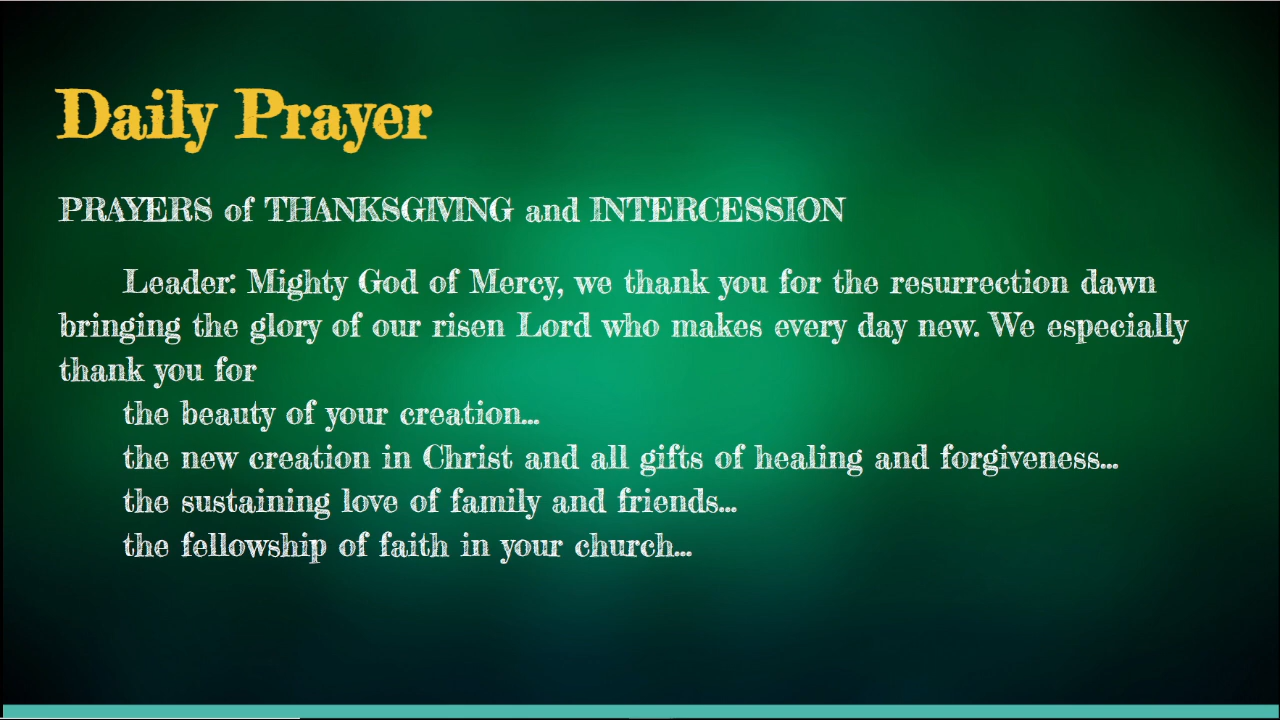 Daily Prayer
PRAYERS of THANKSGIVING and INTERCESSION
Leader: Mighty God of Mercy, we thank you for the resurrection dawn
bringing the glory of our risen Lord who makes every day new. We especially
thank you for
the beauty of your creation...
the new creation in Christ and all gifts of healing and forgiveness...
the sustaining love of family and friends...
the fellowship of faith in your church...